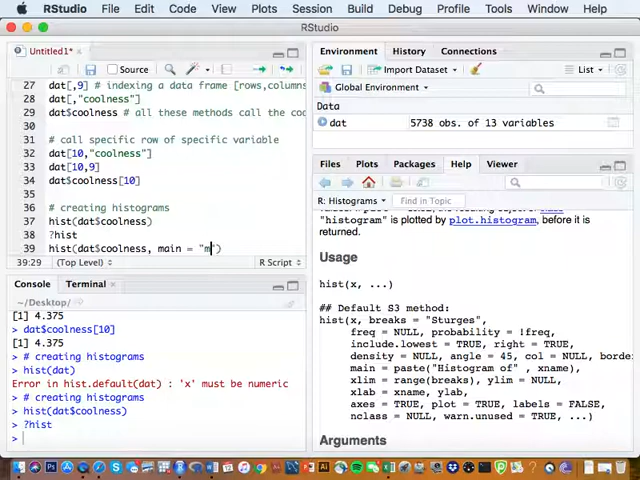 RStudio File Edit Code View Plots Session Build Debug Profile Tools Window Help
RStudio
Untitled1*
Source
27 dat[,9] # indexing a data frame [rows,columns
28 dat[,"coolness"]
29 dat$coolness # all these methods call the coo
30
31 # call specific row of specific variable
32 dat[10,"coolness"]
33 dat[10,9]
34 dat$coolness[10]
35
36 # creating histograms
37 hist(dat$coolness)
38 ?hist
39 hist(dat$coolness, main = "m")
39:29 (Top Level) R Script
Console Terminal
~/Desktop/
[1] 4.375
> dat$coolness[10]
[1] 4.375
> # creating histograms
> hist(dat)
Error in hist.default(dat) : 'x' must be numeric
> # creating histograms
> hist(dat$coolness)
> ?hist
>
Environment History Connections
Import Dataset List
Global Environment
Data
dat 5738 obs. of 13 variables
Files Plots Packages Help Viewer
R: Histograms Find in Topic
"histogram" is plotted by plot.histogram, before it is
returned.
Usage
hist(x, ...)
## Default S3 method:
hist(x, breaks = "Sturges",
freq = NULL, probability = !freq,
include.lowest = TRUE, right = TRUE,
density = NULL, angle = 45, col = NULL, border
main = paste("Histogram of" , xname),
xlim = range(breaks), ylim = NULL,
xlab = xname, ylab,
axes = TRUE, plot = TRUE, labels = FALSE,
nclass = NULL, warn.unused = TRUE, ...)
Arguments